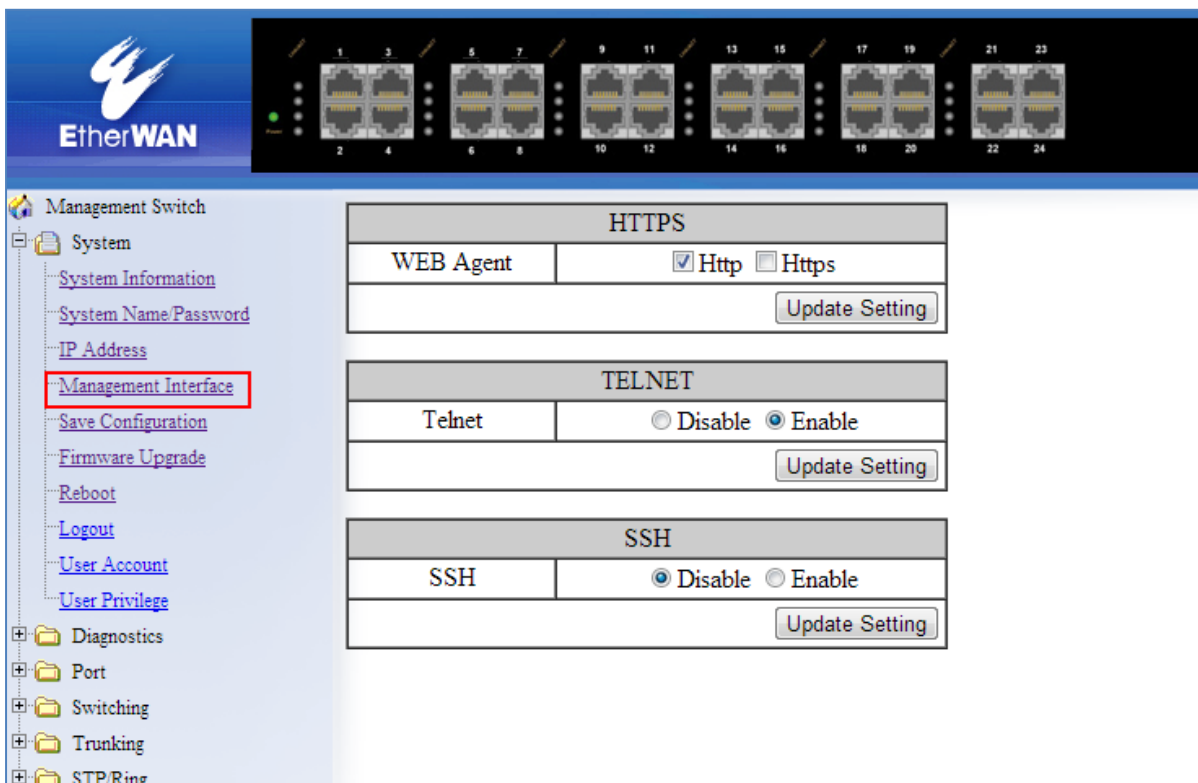 1 3 5 7 9 11 13 15 17 19 21 23
EtherWAN
Power
2 4 6 8 10 12 14 16 18 20 22 24
Management Switch
System
System Information
System Name/Password
IP Address
Management Interface
Save Configuration
Firmware Upgrade
Reboot
Logout
User Account
User Privilege
Diagnostics
Port
Switching
Trunking
STP/Ring
HTTPS
WEB Agent Http Https
Update Setting
TELNET
Telnet Disable Enable
Update Setting
SSH
SSH Disable Enable
Update Setting